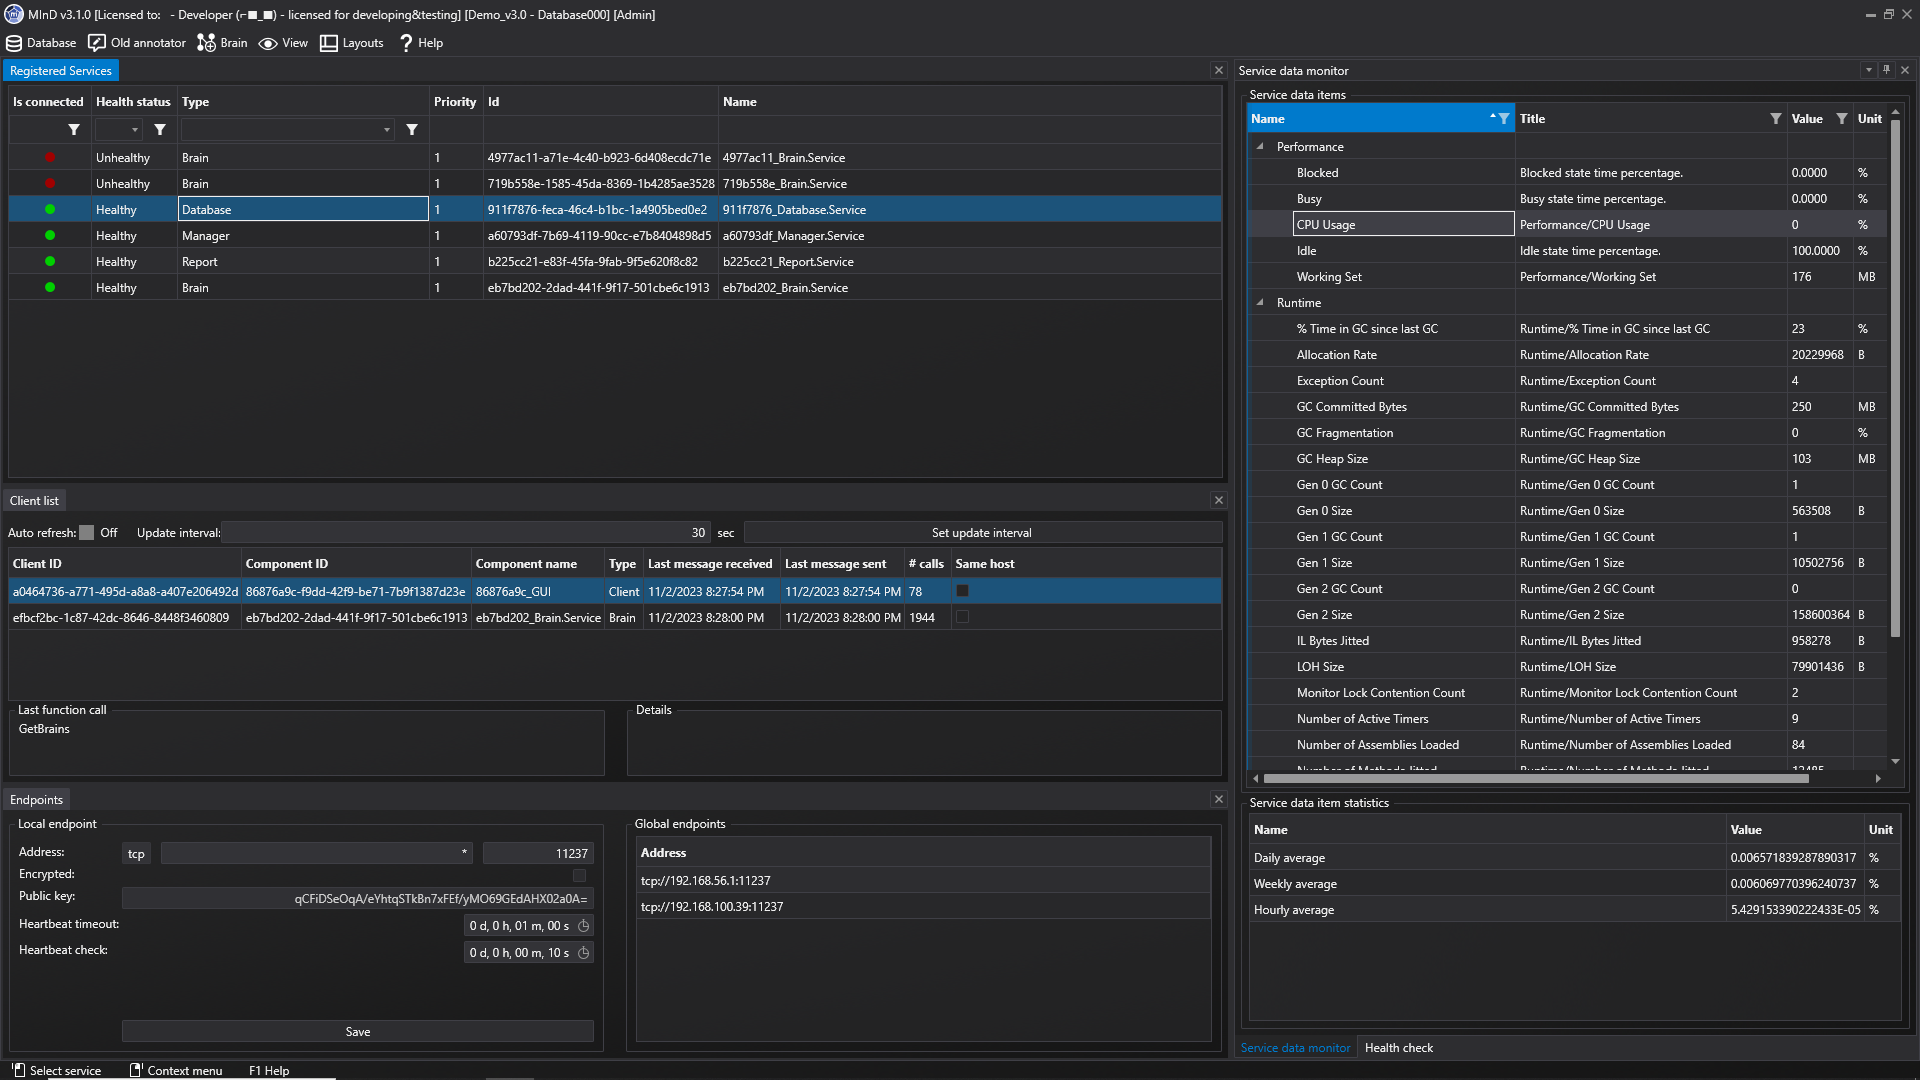 MInD v3.1.0 [Licensed to:   - Developer (⌐■_■) - licensed for developing&testing] [Demo_v3.0 - Database000] [Admin]
Database Old annotator Brain View Layouts Help
Registered Services
Is connected Health status Type Priority Id Name
Unhealthy Brain 1 4977ac11-a71e-4c40-b923-6d408ecdc71e 4977ac11_Brain.Service
Unhealthy Brain 1 719b558e-1585-45da-8369-1b4285ae3528 719b558e_Brain.Service
Healthy Database 1 911f7876-feca-46c4-b1bc-1a4905bed0e2 911f7876_Database.Service
Healthy Manager 1 a60793df-7b69-4119-90cc-e7b8404898d5 a60793df_Manager.Service
Healthy Report 1 b225cc21-e83f-45fa-9fab-9f5e620f8c82 b225cc21_Report.Service
Healthy Brain 1 eb7bd202-2dad-441f-9f17-501cbe6c1913 eb7bd202_Brain.Service
Client list
Auto refresh: Off Update interval: 30 sec Set update interval
Client ID Component ID Component name Type Last message received Last message sent # calls Same host
a0464736-a771-495d-a8a8-a407e206492d 86876a9c-f9dd-42f9-be71-7b9f1387d23e 86876a9c_GUI Client 11/2/2023 8:27:54 PM 11/2/2023 8:27:54 PM 78
efbcf2bc-1c87-42dc-8646-8448f3460809 eb7bd202-2dad-441f-9f17-501cbe6c1913 eb7bd202_Brain.Service Brain 11/2/2023 8:28:00 PM 11/2/2023 8:28:00 PM 1944
Last function call
GetBrains
Details
Endpoints
Local endpoint
Address: tcp * 11237
Encrypted:
Public key: qCFiDSeOqA/eYhtqSTkBn7xFEf/yMO69GEdAHX02a0A=
Heartbeat timeout: 0 d, 0 h, 01 m, 00 s
Heartbeat check: 0 d, 0 h, 00 m, 10 s
Save
Global endpoints
Address
tcp://192.168.56.1:11237
tcp://192.168.100.39:11237
Service data monitor
Service data items
Name Title Value Unit
Performance
Blocked Blocked state time percentage. 0.0000 %
Busy Busy state time percentage. 0.0000 %
CPU Usage Performance/CPU Usage 0 %
Idle Idle state time percentage. 100.0000 %
Working Set Performance/Working Set 176 MB
Runtime
% Time in GC since last GC Runtime/% Time in GC since last GC 23 %
Allocation Rate Runtime/Allocation Rate 20229968 B
Exception Count Runtime/Exception Count 4
GC Committed Bytes Runtime/GC Committed Bytes 250 MB
GC Fragmentation Runtime/GC Fragmentation 0 %
GC Heap Size Runtime/GC Heap Size 103 MB
Gen 0 GC Count Runtime/Gen 0 GC Count 1
Gen 0 Size Runtime/Gen 0 Size 563508 B
Gen 1 GC Count Runtime/Gen 1 GC Count 1
Gen 1 Size Runtime/Gen 1 Size 10502756 B
Gen 2 GC Count Runtime/Gen 2 GC Count 0
Gen 2 Size Runtime/Gen 2 Size 158600364 B
IL Bytes Jitted Runtime/IL Bytes Jitted 958278 B
LOH Size Runtime/LOH Size 79901436 B
Monitor Lock Contention Count Runtime/Monitor Lock Contention Count 2
Number of Active Timers Runtime/Number of Active Timers 9
Number of Assemblies Loaded Runtime/Number of Assemblies Loaded 84
Service data item statistics
Name Value Unit
Daily average 0.006571839287890317 %
Weekly average 0.006069770396240737 %
Hourly average 5.429153390222433E-05 %
Service data monitor Health check
Select service Context menu F1 Help